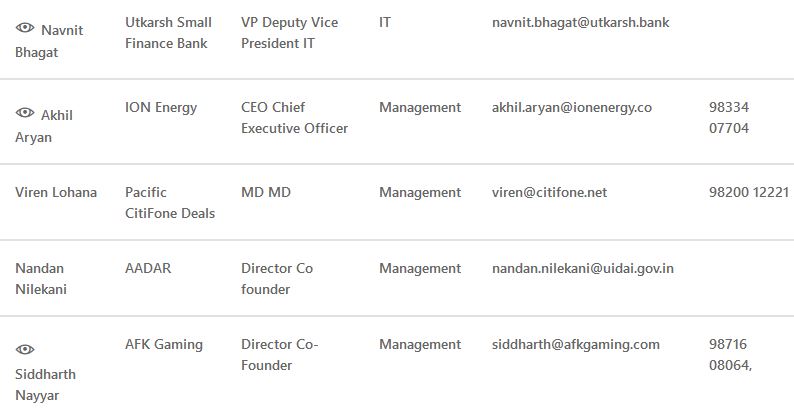 Navnit Bhagat Utkarsh Small Finance Bank VP Deputy Vice President IT IT navnit.bhagat@utkarsh.bank
Akhil Aryan ION Energy CEO Chief Executive Officer Management akhil.aryan@ionenergy.co 98334 07704
Viren Lohana Pacific CitiFone Deals MD MD Management viren@citifone.net 98200 12221
Nandan Nilekani AADAR Director Co founder Management nandan.nilekani@uidai.gov.in
Siddharth Nayyar AFK Gaming Director Co-Founder Management siddharth@afkgaming.com 98716 08064,